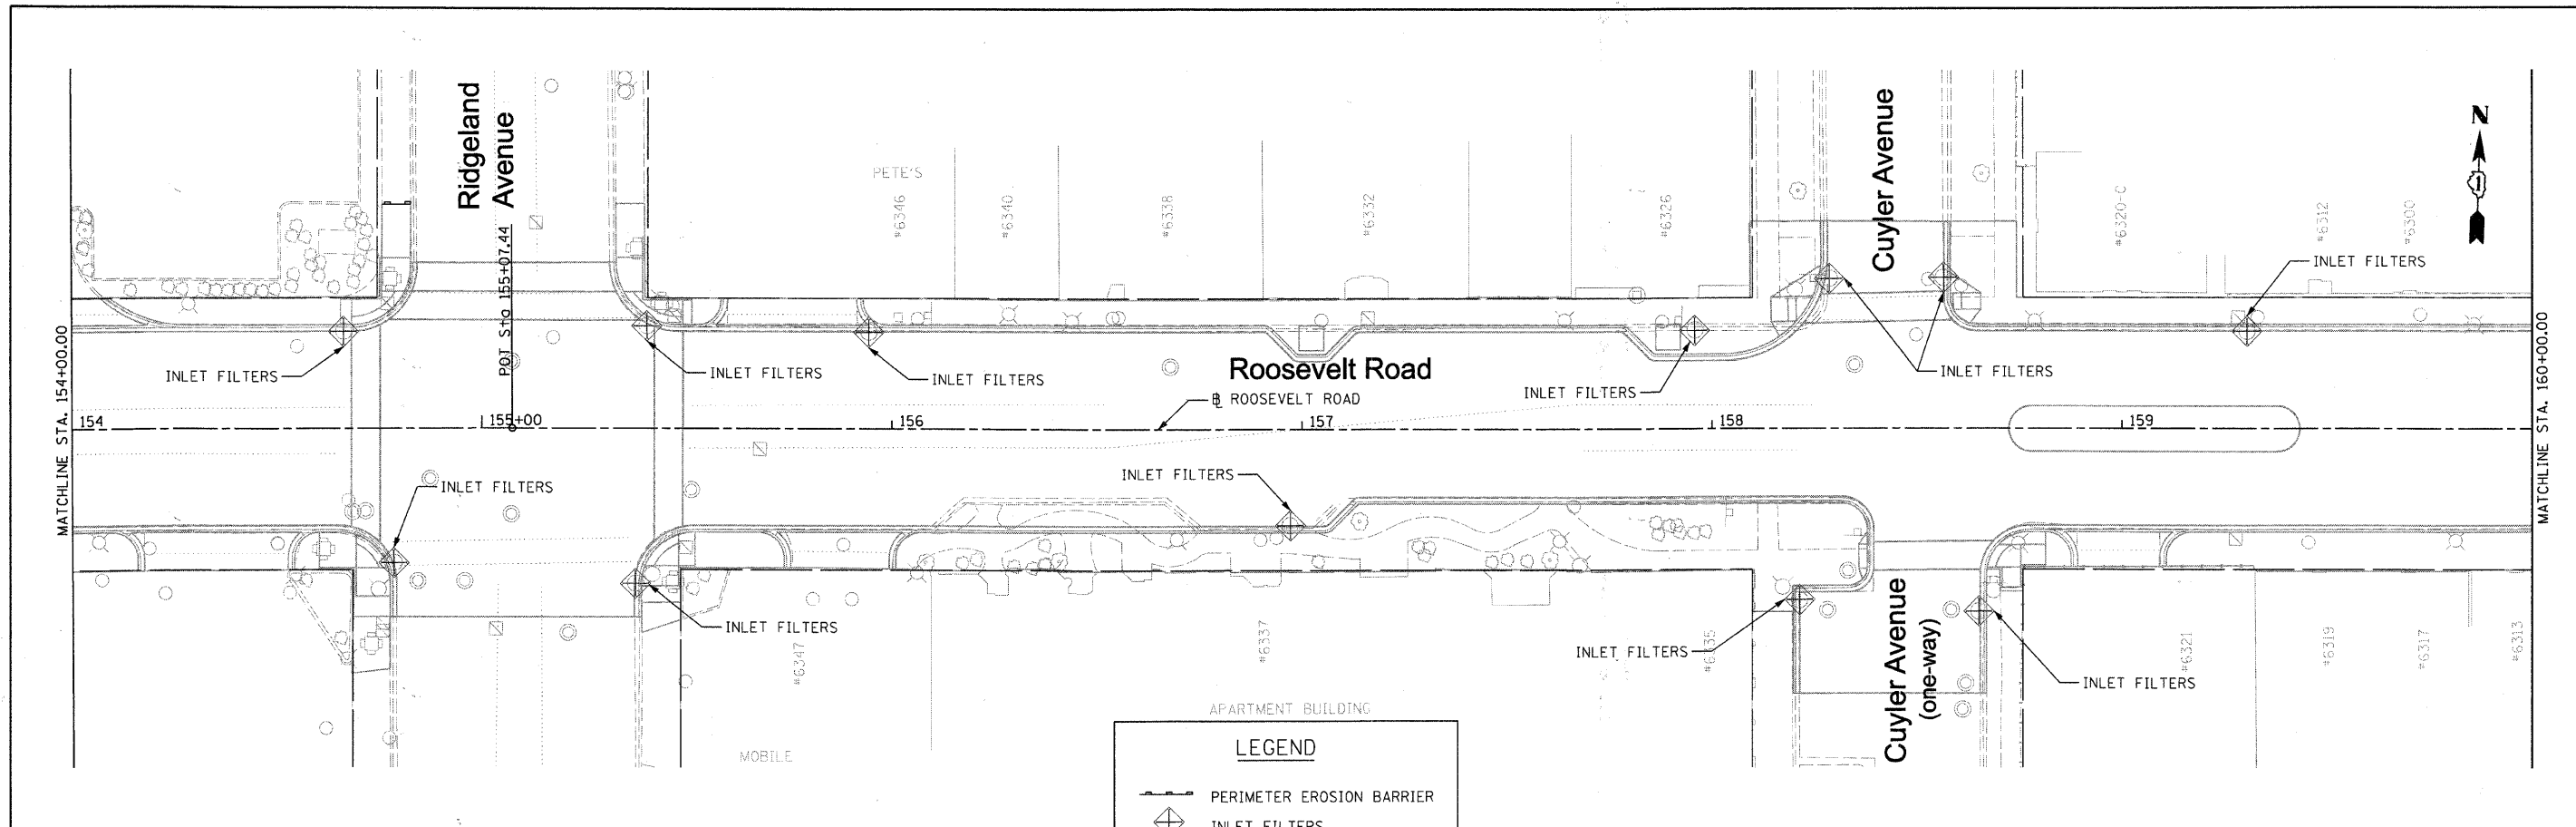 Ridgeland
Avenue
POT Sta 155+07.44
PETE'S
#6346
#6340
#6338
#6332
#6326
Cuyler Avenue
#6320-C
#6312
#6300
N
INLET FILTERS
MATCHLINE STA. 154+00.00
INLET FILTERS
INLET FILTERS
INLET FILTERS
Roosevelt Road
INLET FILTERS
INLET FILTERS
MATCHLINE STA. 160+00.00
ROOSEVELT ROAD
154
155+00
156
157
158
159
INLET FILTERS
INLET FILTERS
INLET FILTERS
INLET FILTERS
INLET FILTERS
#6347
#6337
#6335
Cuyler Avenue
(one-way)
#6321
#6319
#6317
#6313
APARTMENT BUILDING
MOBILE
LEGEND
PERIMETER EROSION BARRIER
INLET FILTERS